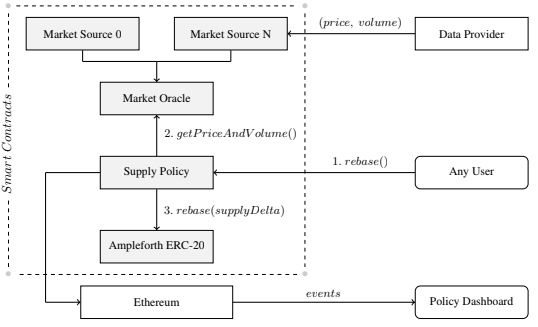 (price, volume)
Market Source 0
Market Source N
Data Provider
Market Oracle
Smart Contracts
2. getPriceAndVolume()
1. rebase()
Supply Policy
Any User
3. rebase(supplyDelta)
Ampleforth ERC-20
events
Ethereum
Policy Dashboard